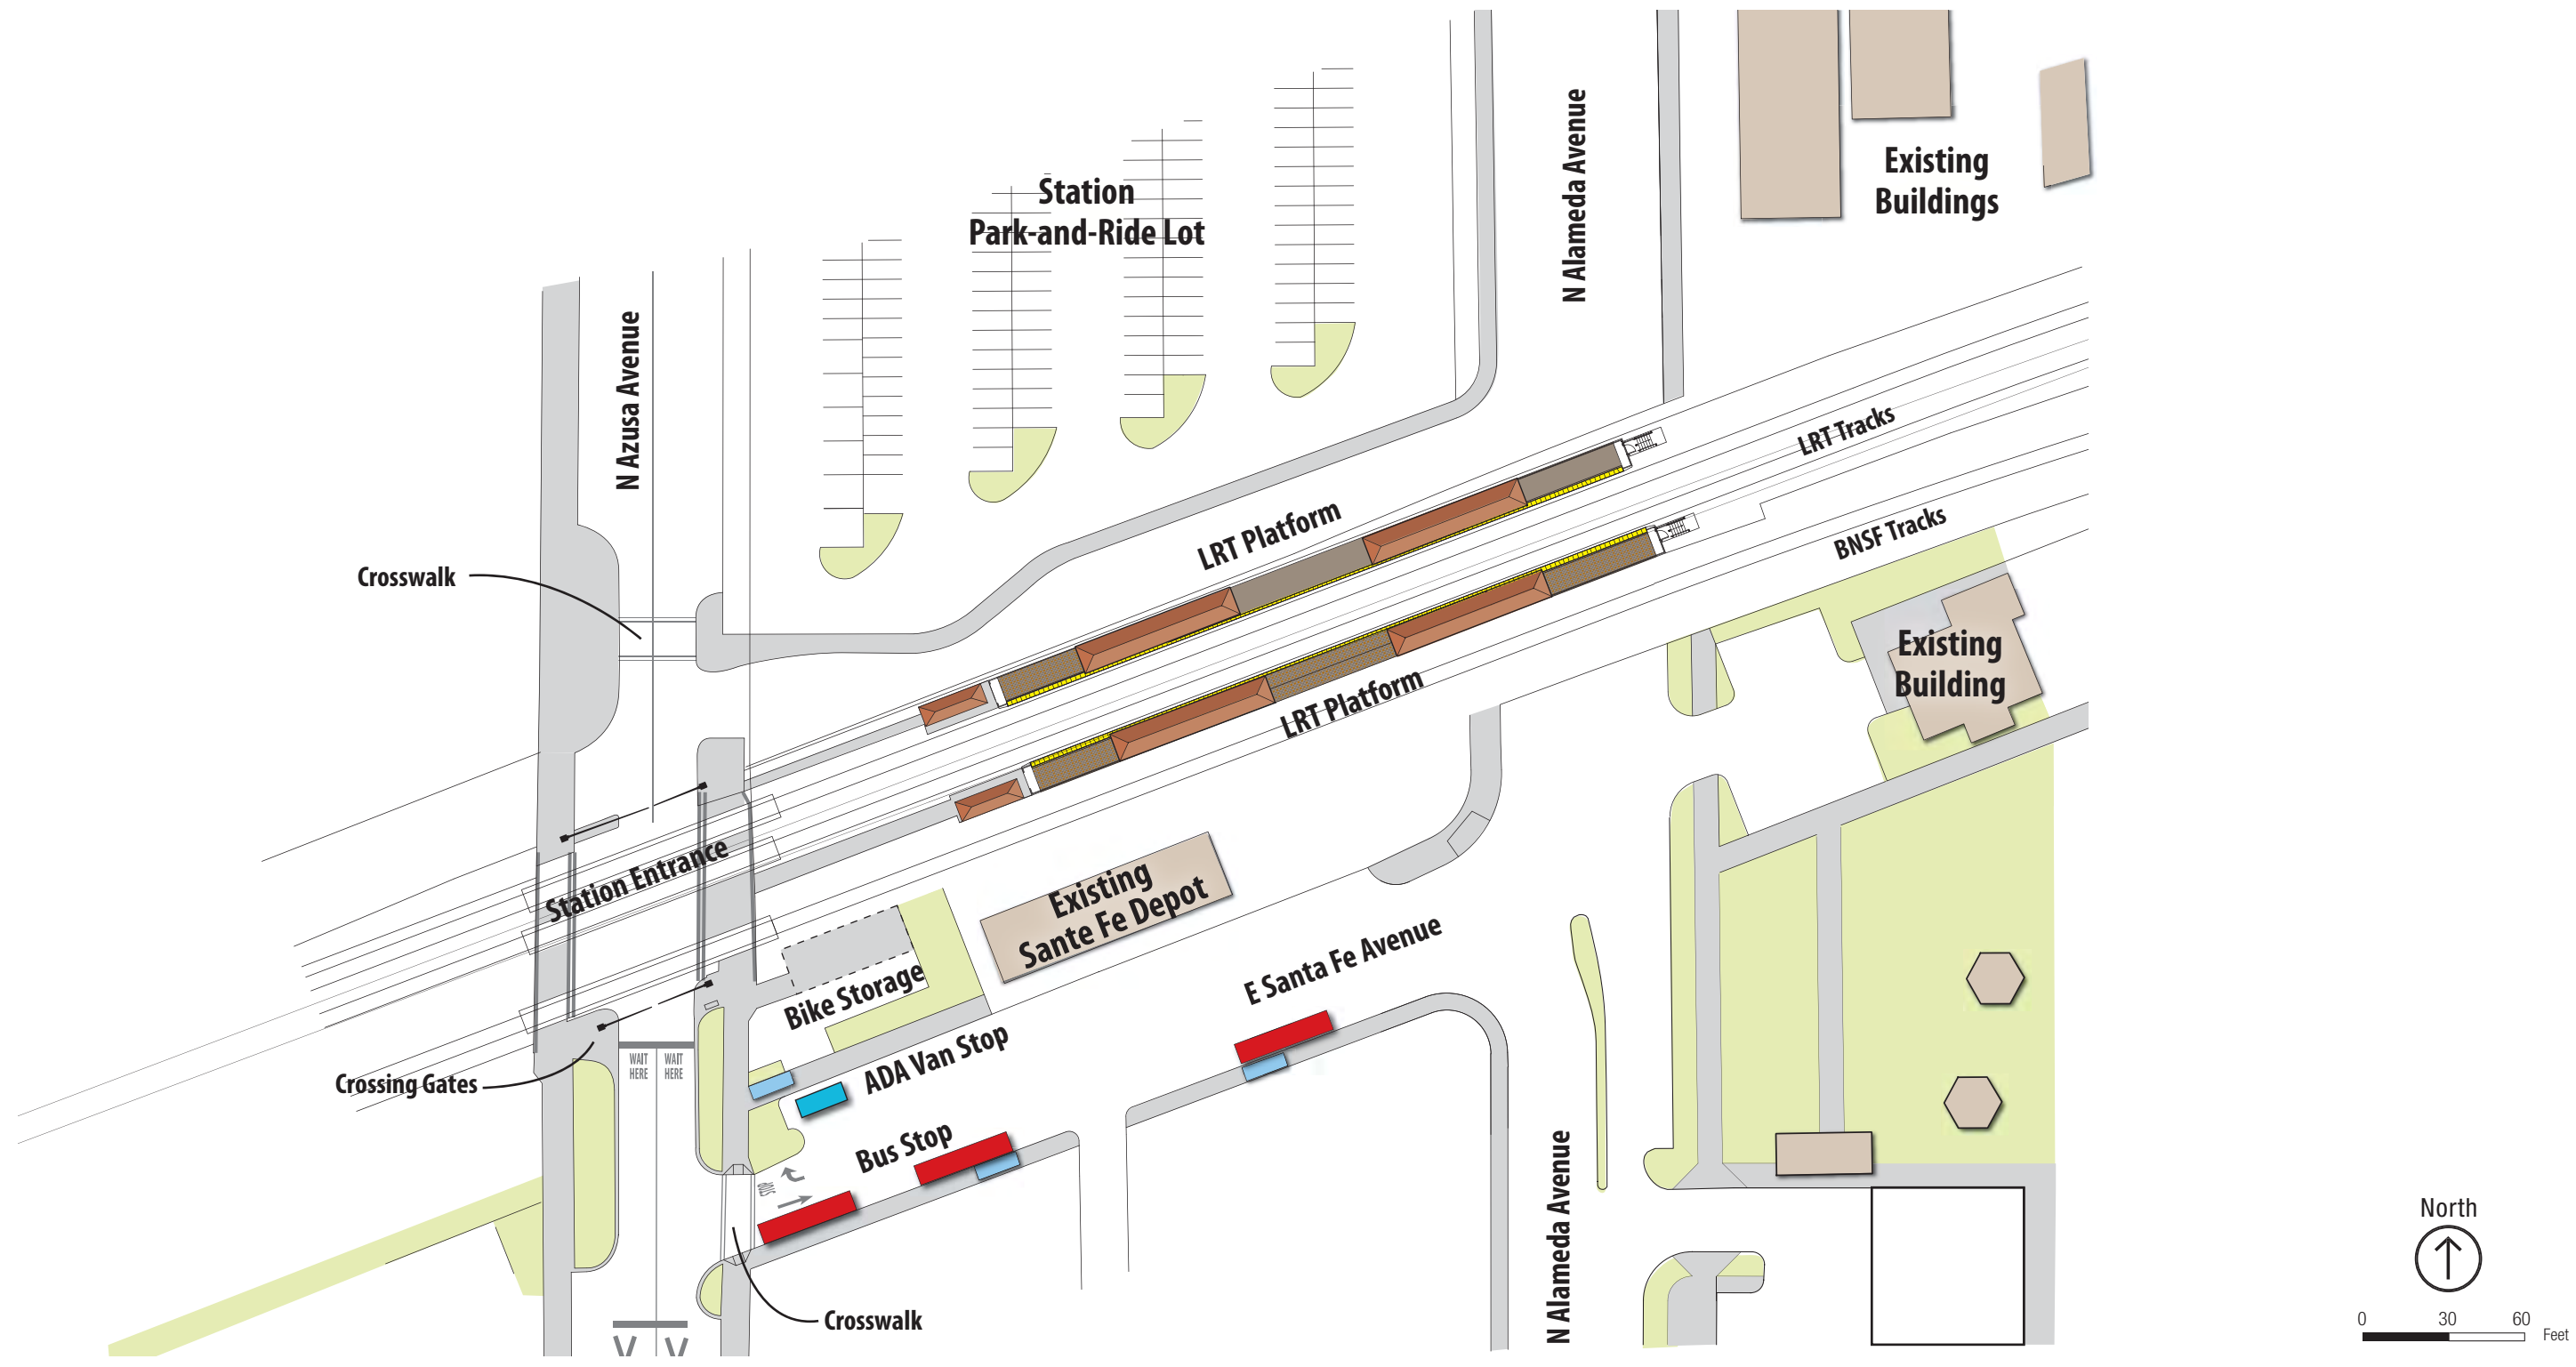 Existing
Buildings
N Alameda Avenue
Station
Park-and-Ride Lot
N Azusa Avenue
LRT Tracks
BNSF Tracks
LRT Platform
Crosswalk
Existing
Building
LRT Platform
Station Entrance
Existing
Sante Fe Depot
E Santa Fe Avenue
Bike Storage
ADA Van Stop
WAIT
HERE
WAIT
HERE
Crossing Gates
Bus Stop
BUS
N Alameda Avenue
Crosswalk
North
0 30 60
Feet